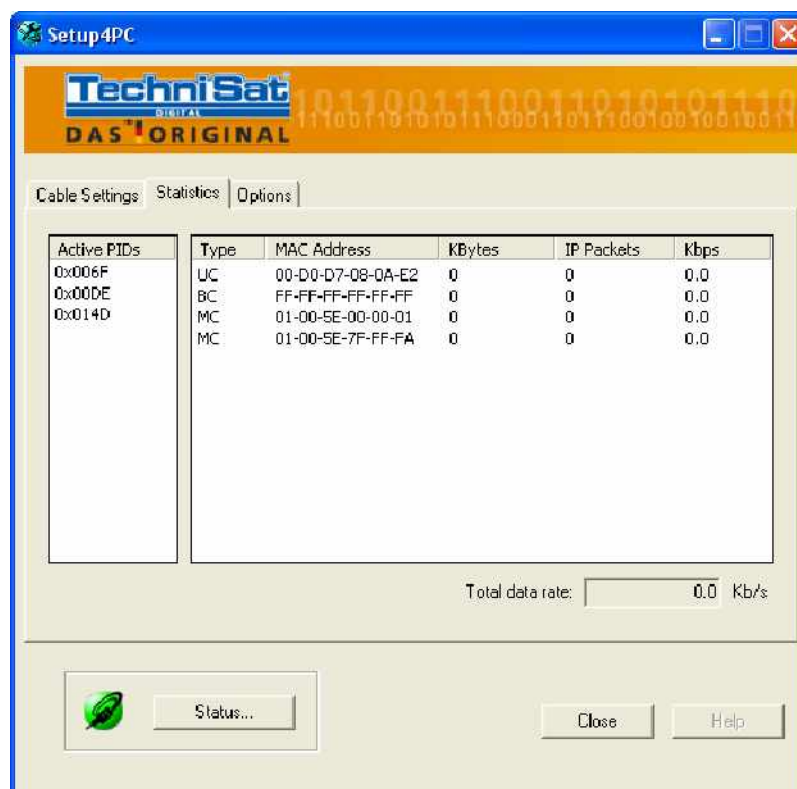 Setup4PC
TechniSat
DIGITAL
DAS ORIGINAL
Cable Settings Statistics Options
Active PIDs
0x006F
0x00DE
0x014D
Type MAC Address KBytes IP Packets Kbps
UC 00-D0-D7-08-0A-E2 0 0 0.0
BC FF-FF-FF-FF-FF-FF 0 0 0.0
MC 01-00-5E-00-00-01 0 0 0.0
MC 01-00-5E-7F-FF-FA 0 0 0.0
Total data rate: 0.0 Kb/s
Status...
Close Help